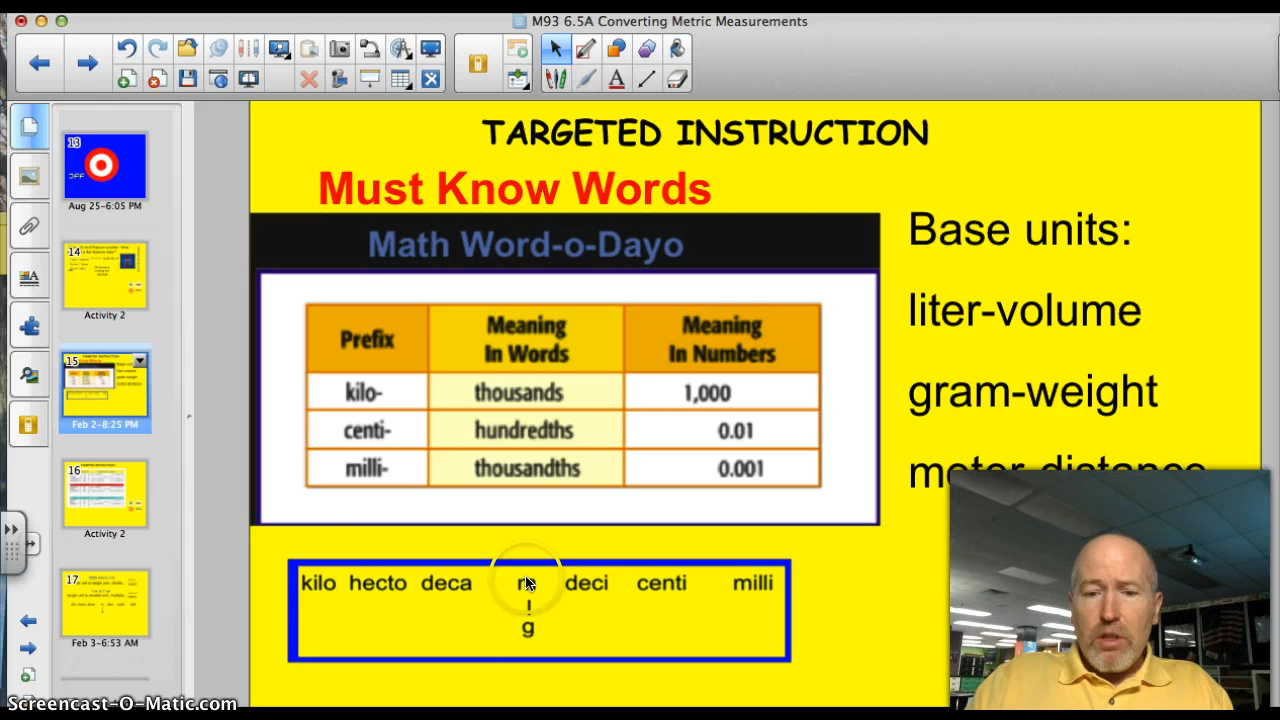 M93 6.5A Converting Metric Measurements
TARGETED INSTRUCTION
Must Know Words
Math Word-o-Dayo
Prefix Meaning In Words Meaning In Numbers
kilo- thousands 1,000
centi- hundredths 0.01
milli- thousandths 0.001
Base units:
liter-volume
gram-weight
meter-distance
kilo hecto deca deci centi milli
l
g
13
OFF
Aug 25-6:05 PM
14
Activity 2
15
Feb 2-8:25 PM
16
Activity 2
17
Feb 3-6:53 AM
Screencast-O-Matic.com